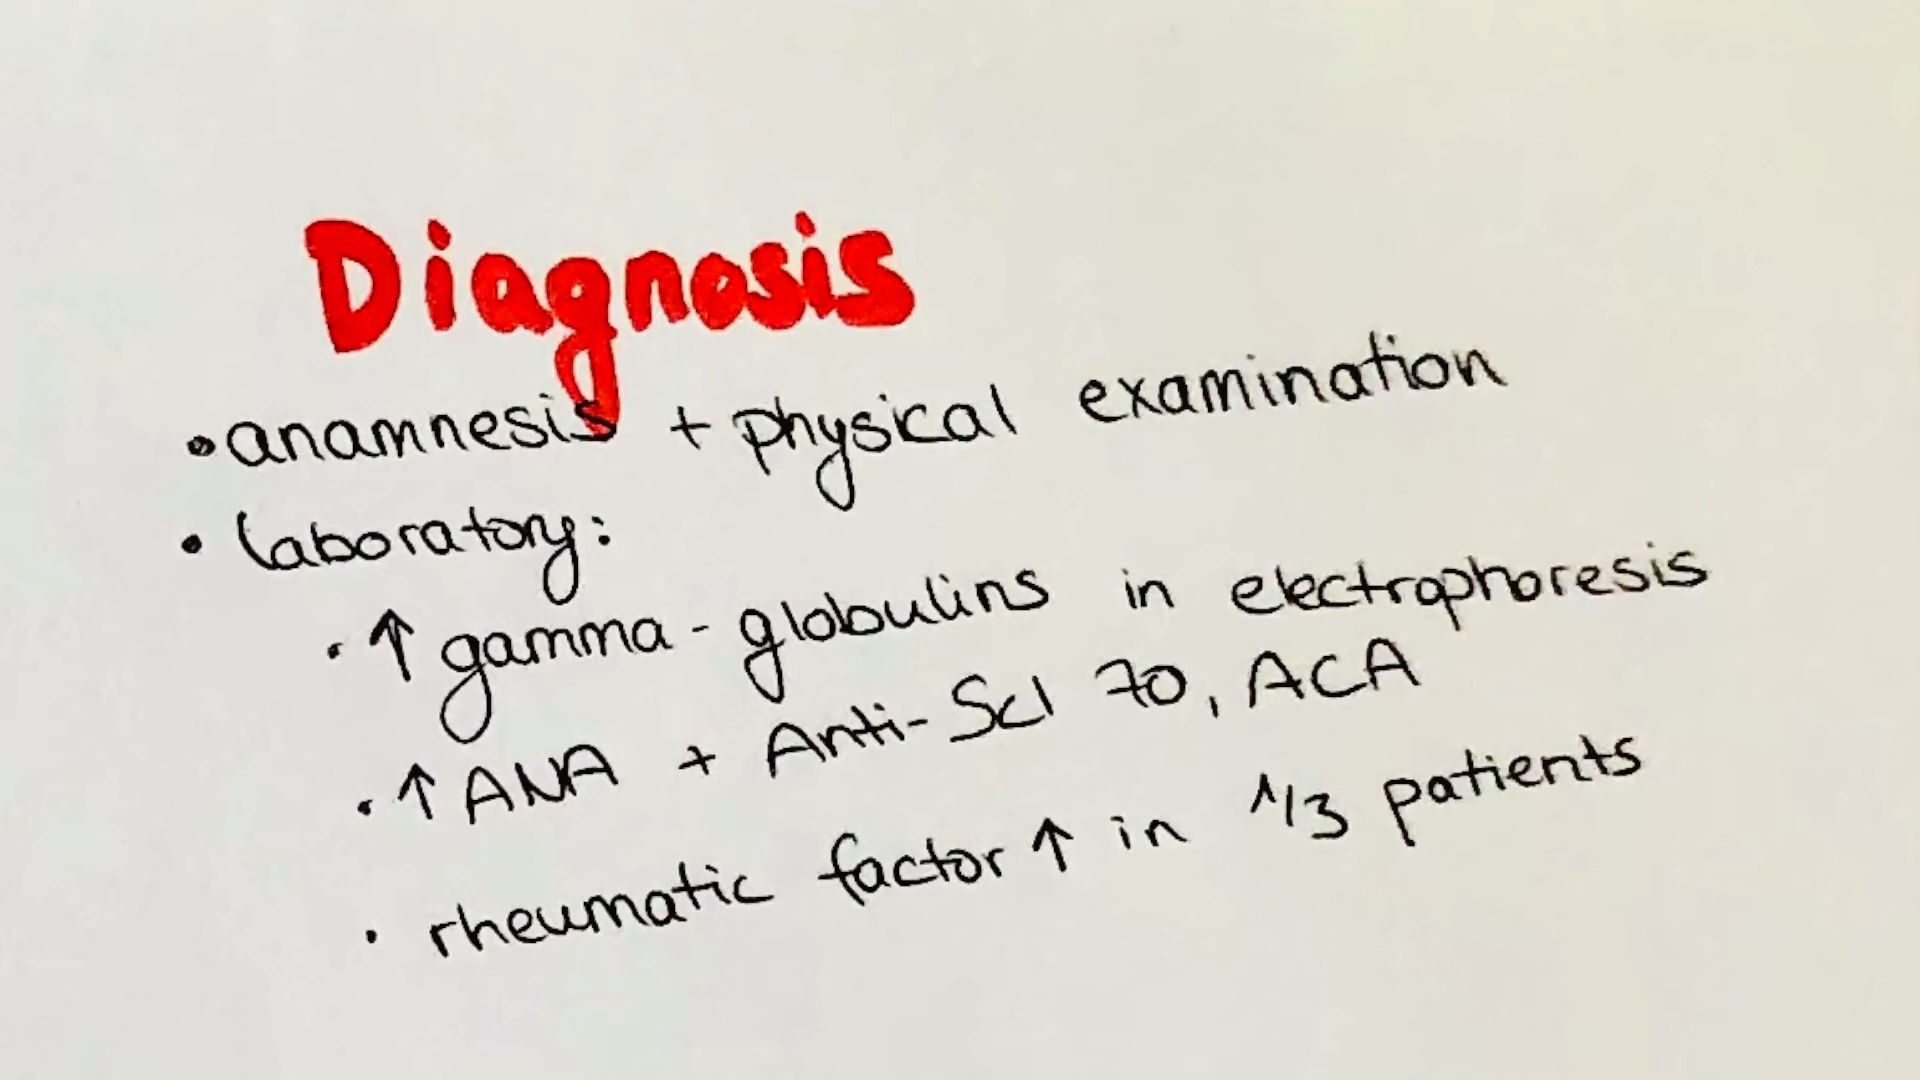 Diagnosis
• anamnesis + physical examination
• laboratory:
• ↑ gamma-globulins in electrophoresis
• ↑ ANA + Anti-Scl 70, ACA
• rheumatic factor ↑ in 1/3 patients